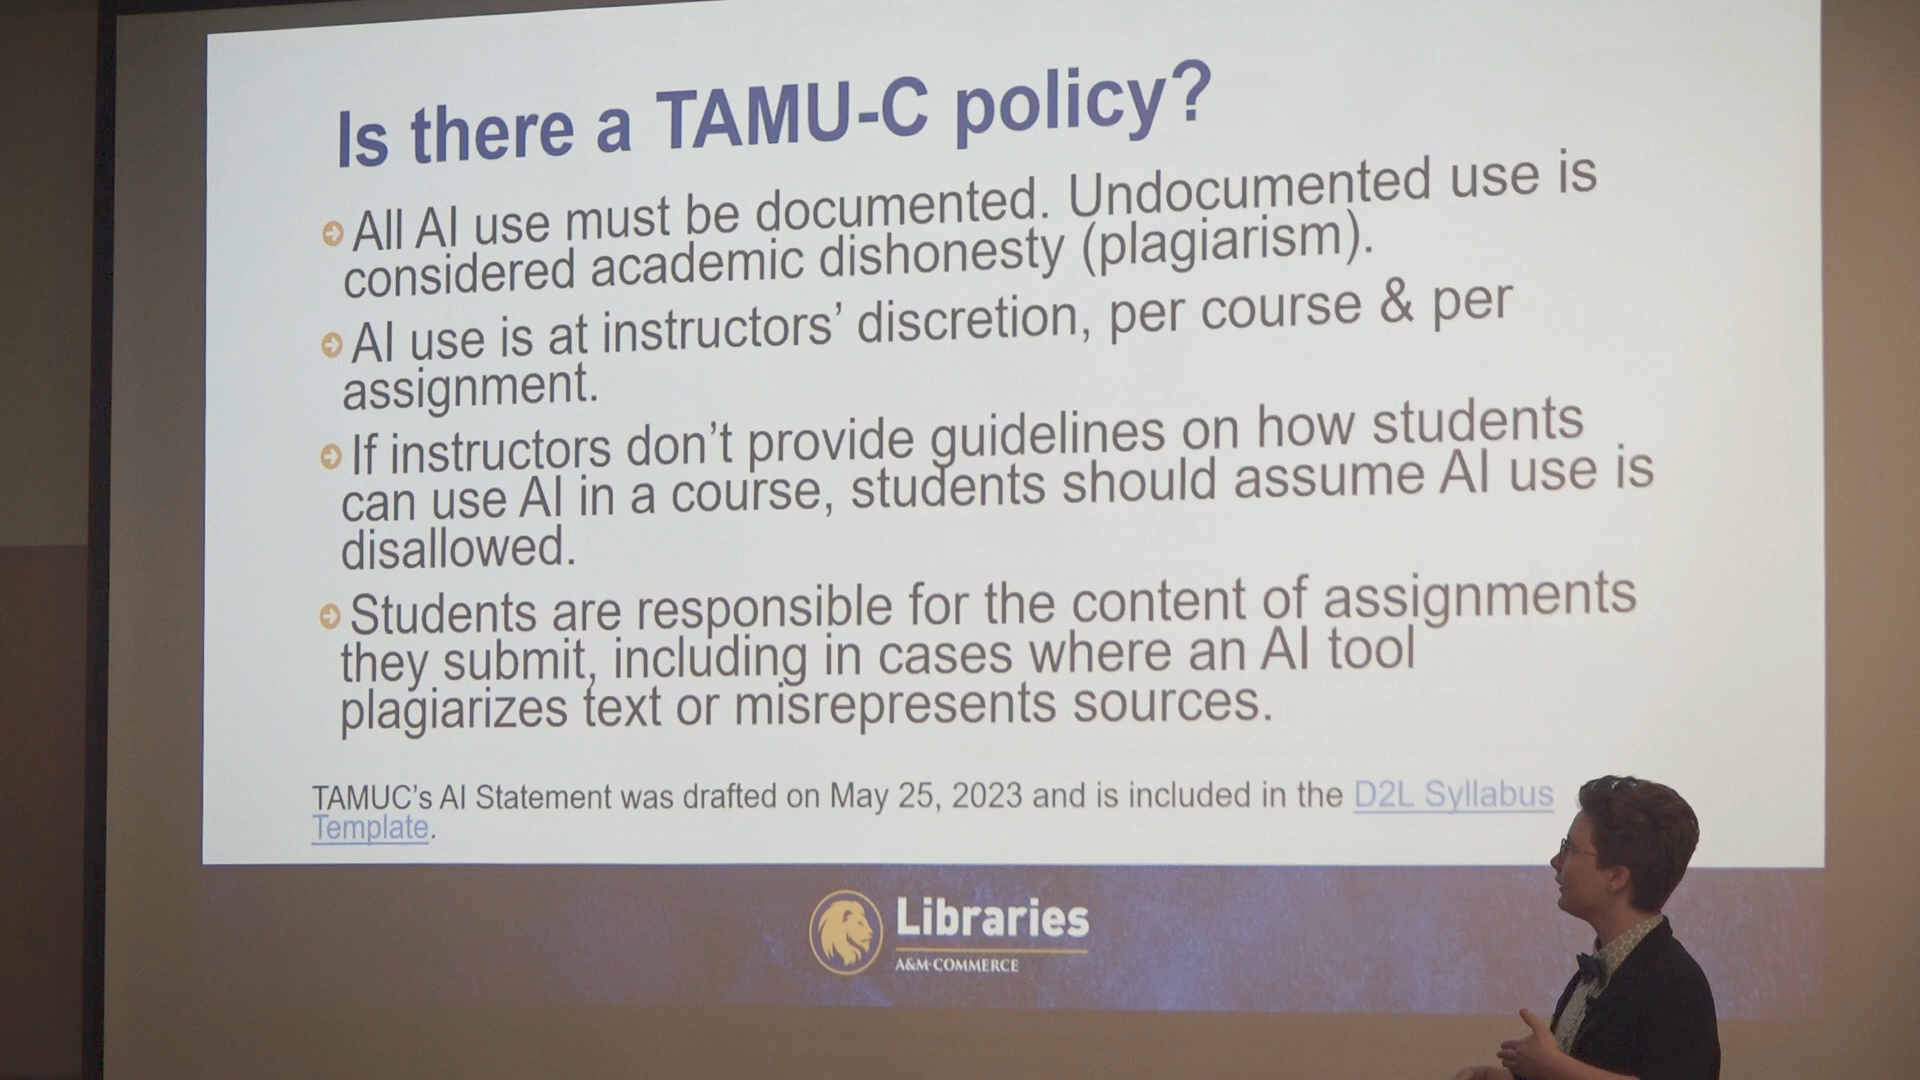 Is there a TAMU-C policy?
All AI use must be documented. Undocumented use is
considered academic dishonesty (plagiarism).
AI use is at instructors’ discretion, per course & per
assignment.
If instructors don’t provide guidelines on how students
can use AI in a course, students should assume AI use is
disallowed.
Students are responsible for the content of assignments
they submit, including in cases where an AI tool
plagiarizes text or misrepresents sources.
TAMUC’s AI Statement was drafted on May 25, 2023 and is included in the D2L Syllabus
Template.
Libraries
A&M-COMMERCE